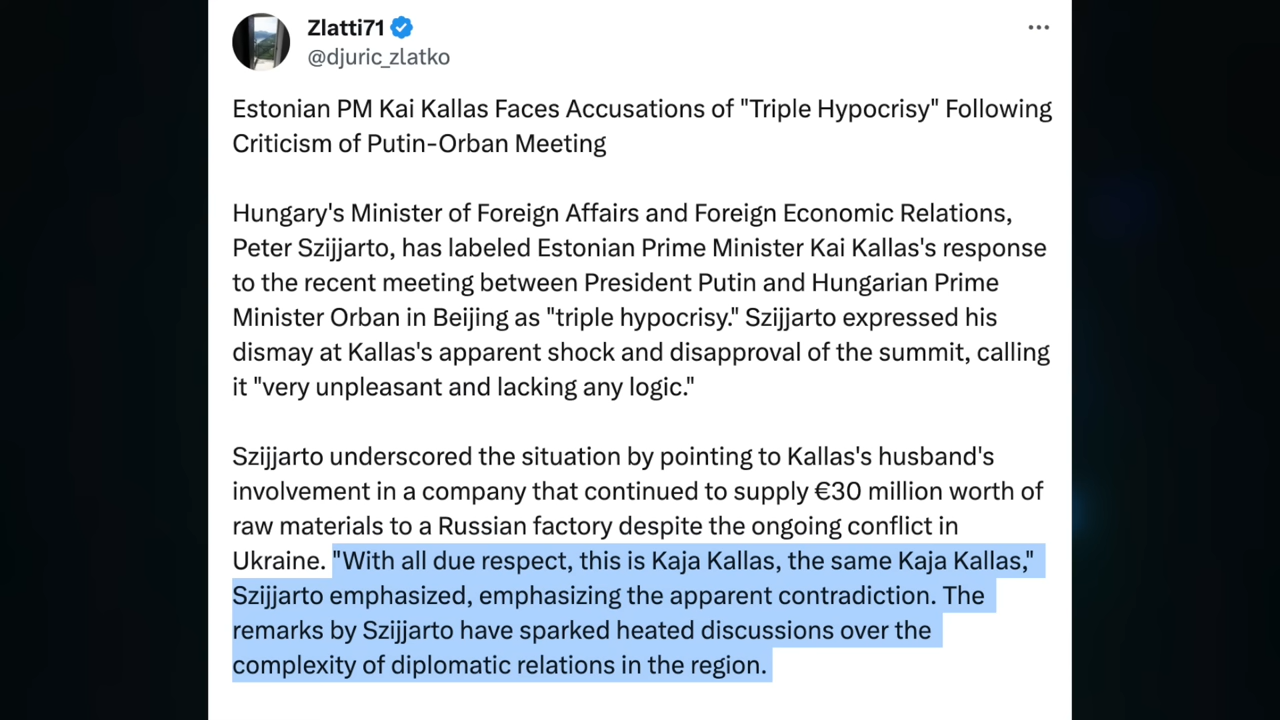 Zlatti71
@djuric_zlatko
Estonian PM Kai Kallas Faces Accusations of "Triple Hypocrisy" Following
Criticism of Putin-Orban Meeting
Hungary's Minister of Foreign Affairs and Foreign Economic Relations,
Peter Szijjarto, has labeled Estonian Prime Minister Kai Kallas's response
to the recent meeting between President Putin and Hungarian Prime
Minister Orban in Beijing as "triple hypocrisy." Szijjarto expressed his
dismay at Kallas's apparent shock and disapproval of the summit, calling
it "very unpleasant and lacking any logic."
Szijjarto underscored the situation by pointing to Kallas's husband's
involvement in a company that continued to supply €30 million worth of
raw materials to a Russian factory despite the ongoing conflict in
Ukraine. "With all due respect, this is Kaja Kallas, the same Kaja Kallas,"
Szijjarto emphasized, emphasizing the apparent contradiction. The
remarks by Szijjarto have sparked heated discussions over the
complexity of diplomatic relations in the region.